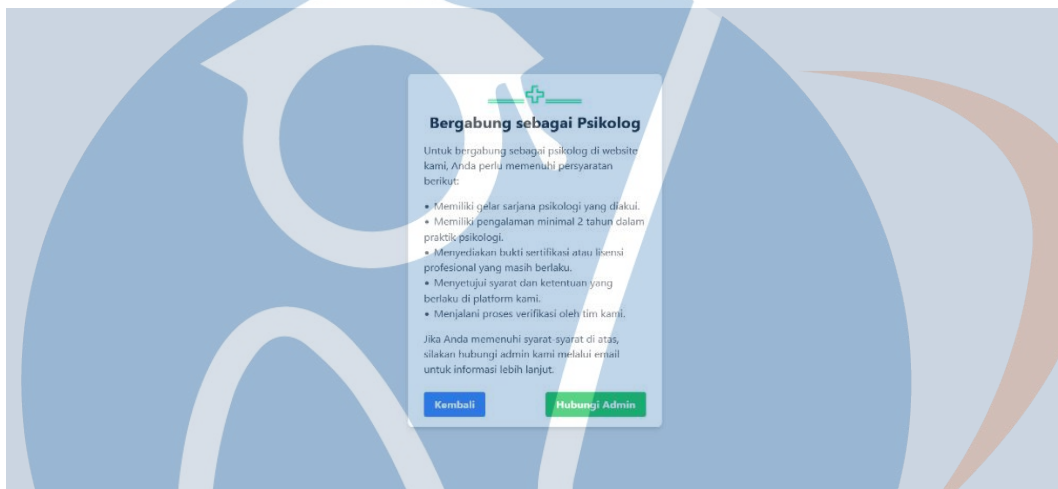 Bergabung sebagai Psikolog
Untuk bergabung sebagai psikolog di website
kami, Anda perlu memenuhi persyaratan
berikut:
• Memiliki gelar sarjana psikologi yang diakui.
• Memiliki pengalaman minimal 2 tahun dalam
praktik psikologi.
• Menyediakan bukti sertifikasi atau lisensi
profesional yang masih berlaku.
• Menyetujui syarat dan ketentuan yang
berlaku di platform kami.
• Menjalani proses verifikasi oleh tim kami.
Jika Anda memenuhi syarat-syarat di atas,
silakan hubungi admin kami melalui email
untuk informasi lebih lanjut.
Kembali
Hubungi Admin